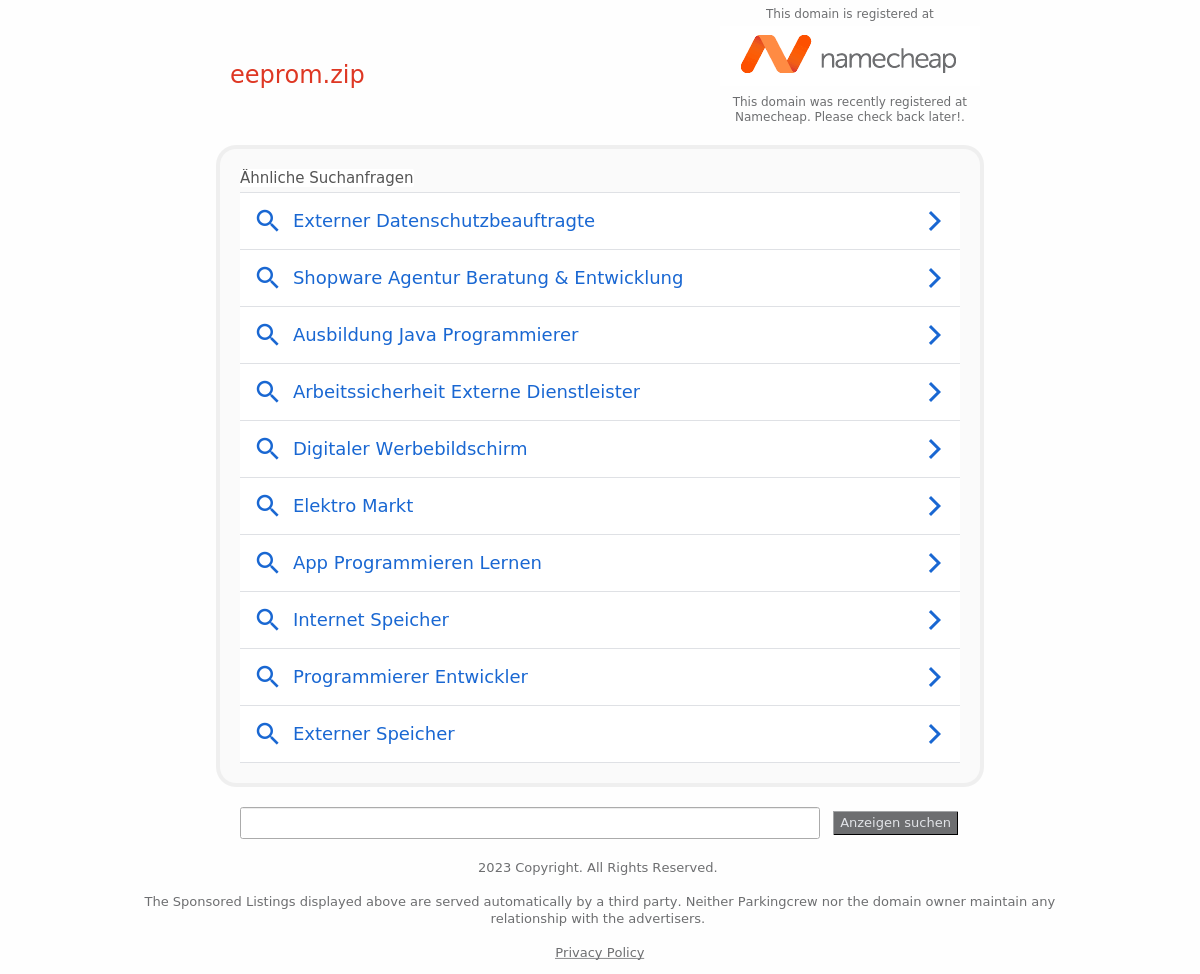 This domain is registered at
namecheap
eeprom.zip
This domain was recently registered at
Namecheap. Please check back later!.
Ähnliche Suchanfragen
Externer Datenschutzbeauftragte
Shopware Agentur Beratung & Entwicklung
Ausbildung Java Programmierer
Arbeitssicherheit Externe Dienstleister
Digitaler Werbebildschirm
Elektro Markt
App Programmieren Lernen
Internet Speicher
Programmierer Entwickler
Externer Speicher
Anzeigen suchen
2023 Copyright. All Rights Reserved.
The Sponsored Listings displayed above are served automatically by a third party. Neither Parkingcrew nor the domain owner maintain any
relationship with the advertisers.
Privacy Policy